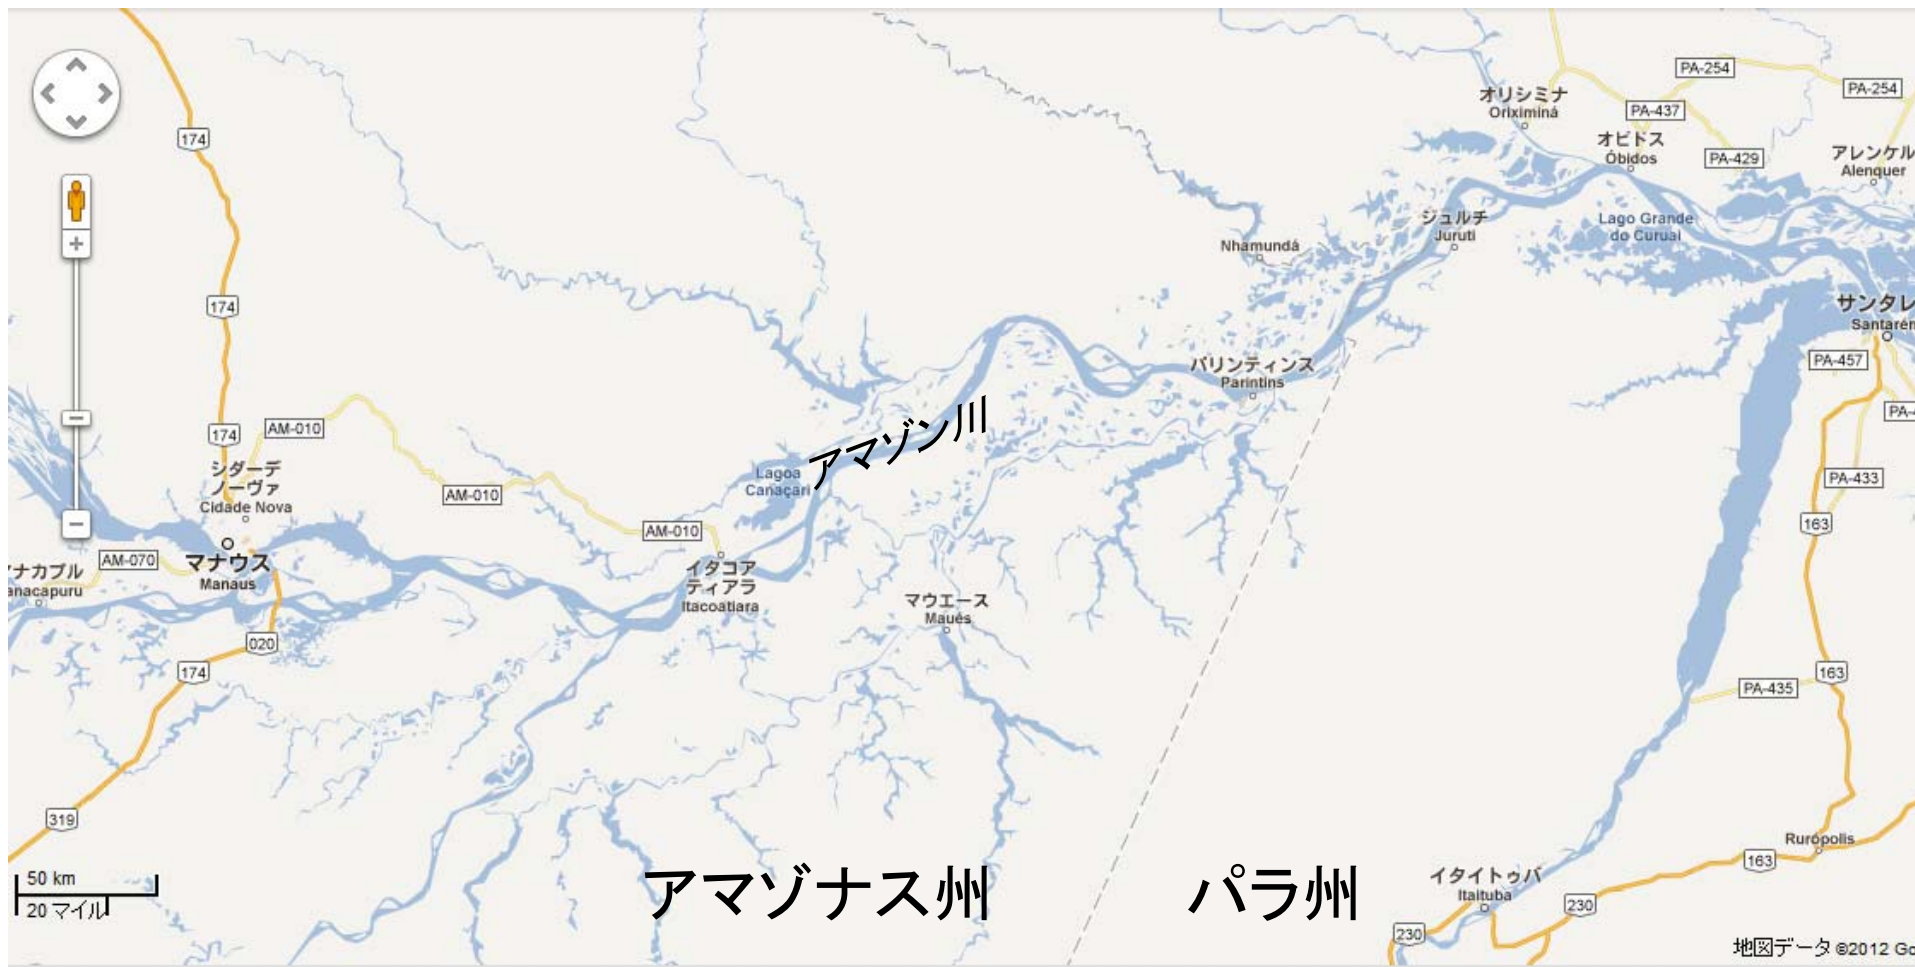 174
174
174
AM-010
シダーデ
ノーヴァ
Cidade Nova
AM-010
AM-010
AM-070
マナウス
Manaus
ナカプル
anacapuru
020
174
319
50 km
20 マイル
イタコア
ティアラ
Itacoatiara
Lagoa
Canaçari
アマゾン川
マウエース
Maués
パリンティンス
Parintins
Nhamundá
ジュルチ
Juruti
オリシミナ
Oriximiná
オビドス
Óbidos
PA-254
PA-437
PA-429
PA-254
アレンケル
Alenquer
Lago Grande
do Curuai
サンタレ
Santarém
PA-457
PA-4
PA-433
163
163
PA-435
Rurópolis
163
イタイトゥバ
Itaituba
230
230
アマゾナス州
パラ州
地図データ ©2012 Go